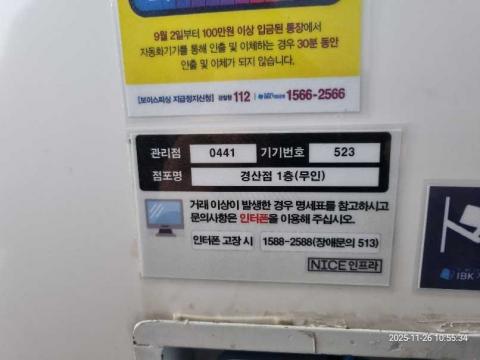 9월 2일부터 100만원 이상 입금된 통장에서
자동화기기를 통해 인출 및 이체하는 경우 30분 동안
인출 및 이체가 되지 않습니다.
[보이스피싱 지급정지신청] 경찰청 112 | 1566-2566
관리점 0441 기기번호 523
점포명 경산점 1층(무인)
거래 이상이 발생한 경우 명세표를 참고하시고
문의사항은 인터폰을 이용해 주십시오.
인터폰 고장 시 1588-2588(장애문의 513)
NICE인프라
IBK
2025-11-26 10:55:34